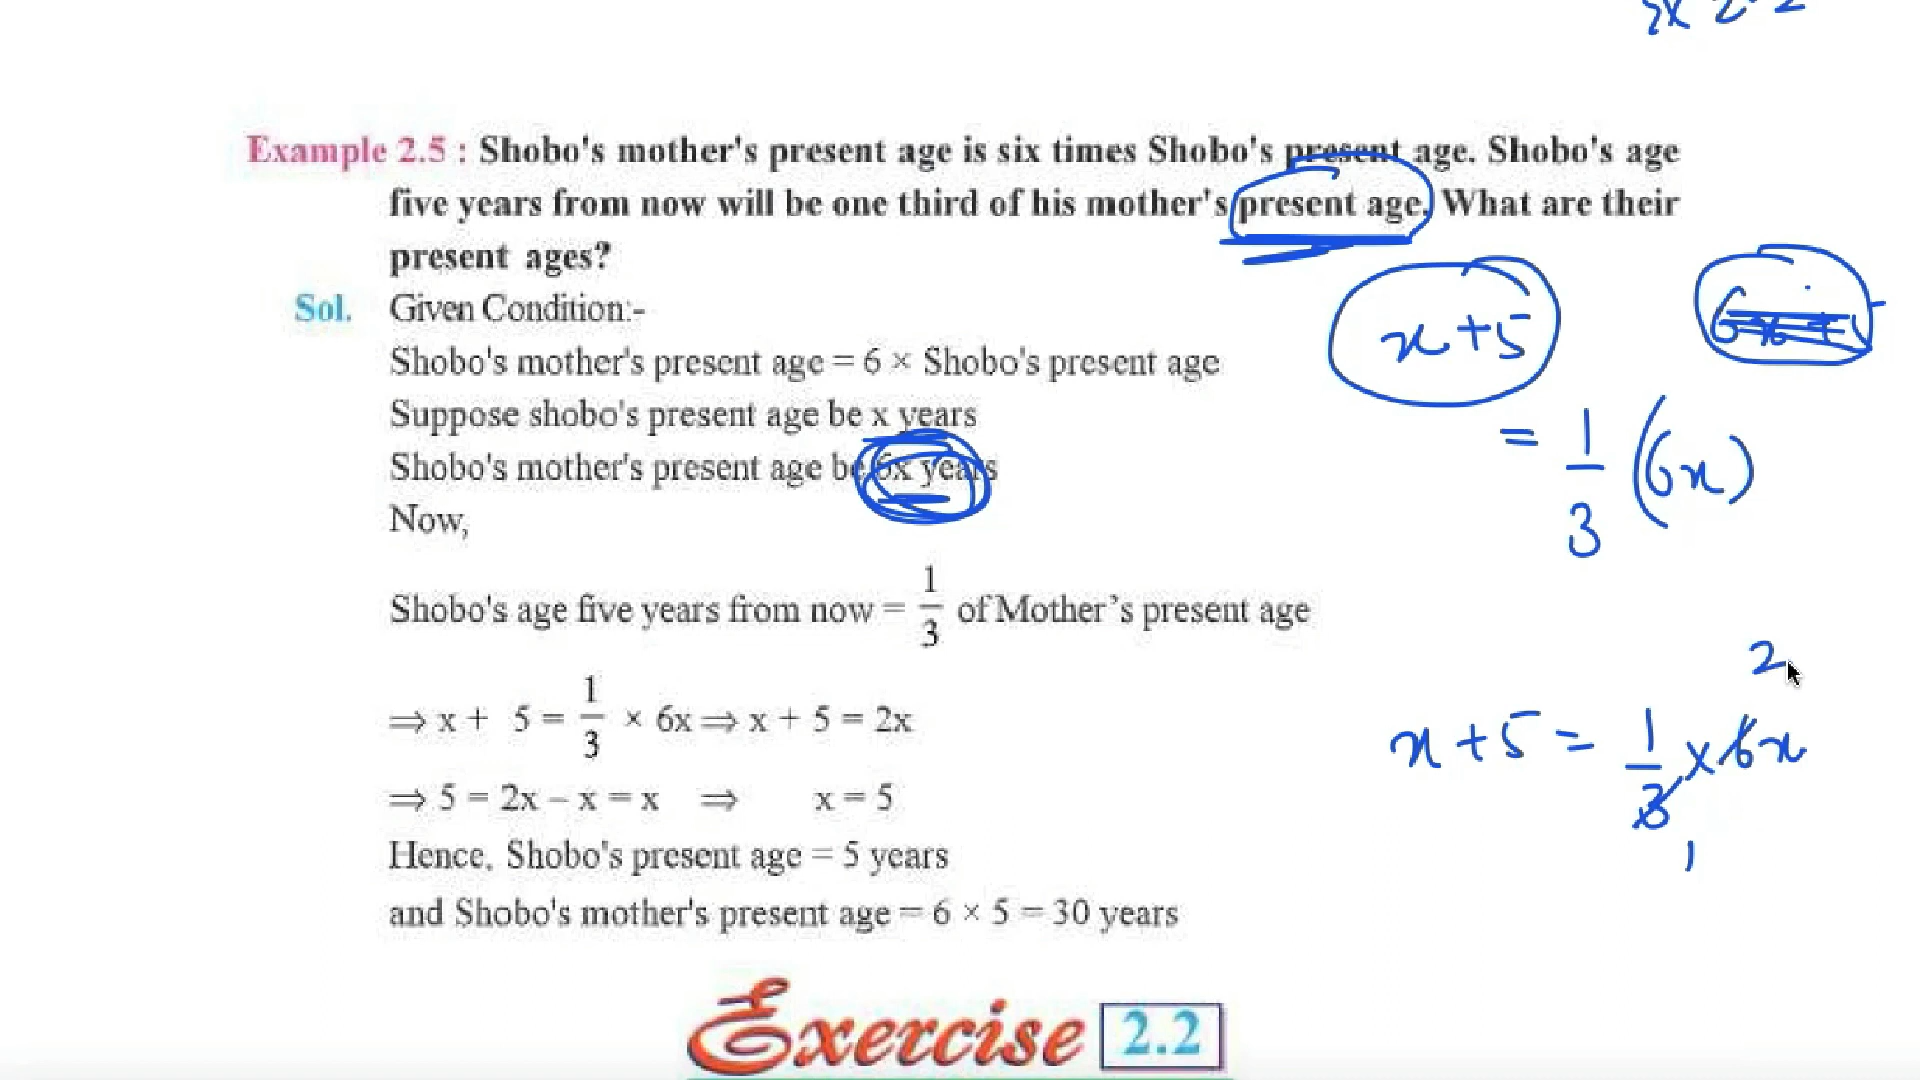 Example 2.5 : Shobo's mother's present age is six times Shobo's present age. Shobo's age
five years from now will be one third of his mother's present age. What are their
present ages?
Sol. Given Condition:-
Shobo's mother's present age = 6 × Shobo's present age
Suppose shobo's present age be x years
Shobo's mother's present age be 6x years
Now,
Shobo's age five years from now = 1/3 of Mother's present age
⇒ x + 5 = 1/3 × 6x ⇒ x + 5 = 2x
⇒ 5 = 2x – x = x ⇒ x = 5
Hence, Shobo's present age = 5 years
and Shobo's mother's present age = 6 × 5 = 30 years
Exercise 2.2
x+5
= 1/3 (6x)
2
x+5 = 1/3 × 6x
1